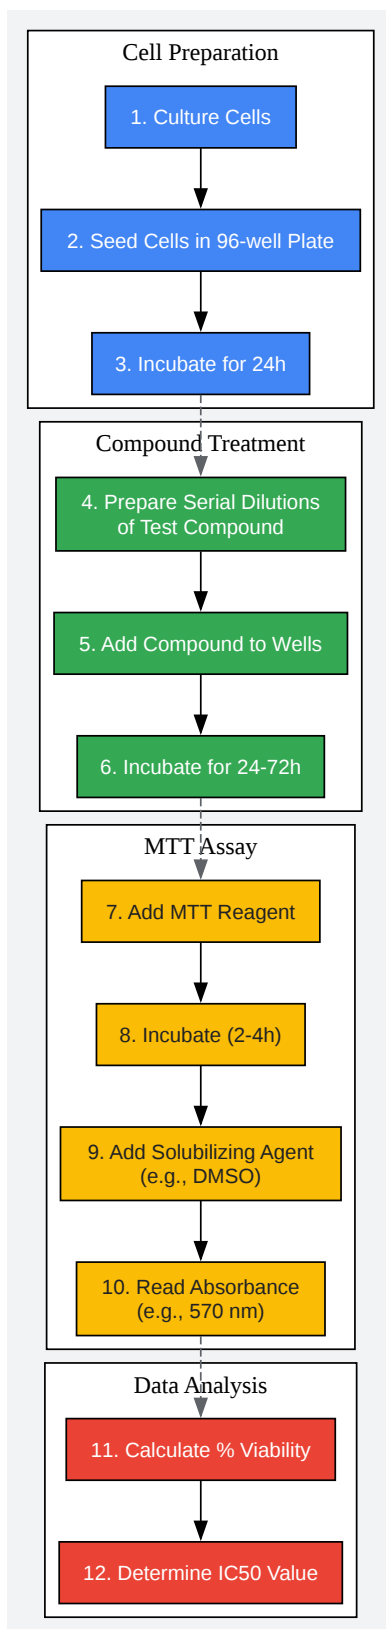 Cell Preparation
1. Culture Cells
2. Seed Cells in 96-well Plate
3. Incubate for 24h
Compound Treatment
4. Prepare Serial Dilutions
of Test Compound
5. Add Compound to Wells
6. Incubate for 24-72h
MTT Assay
7. Add MTT Reagent
8. Incubate (2-4h)
9. Add Solubilizing Agent
(e.g., DMSO)
10. Read Absorbance
(e.g., 570 nm)
Data Analysis
11. Calculate % Viability
12. Determine IC50 Value